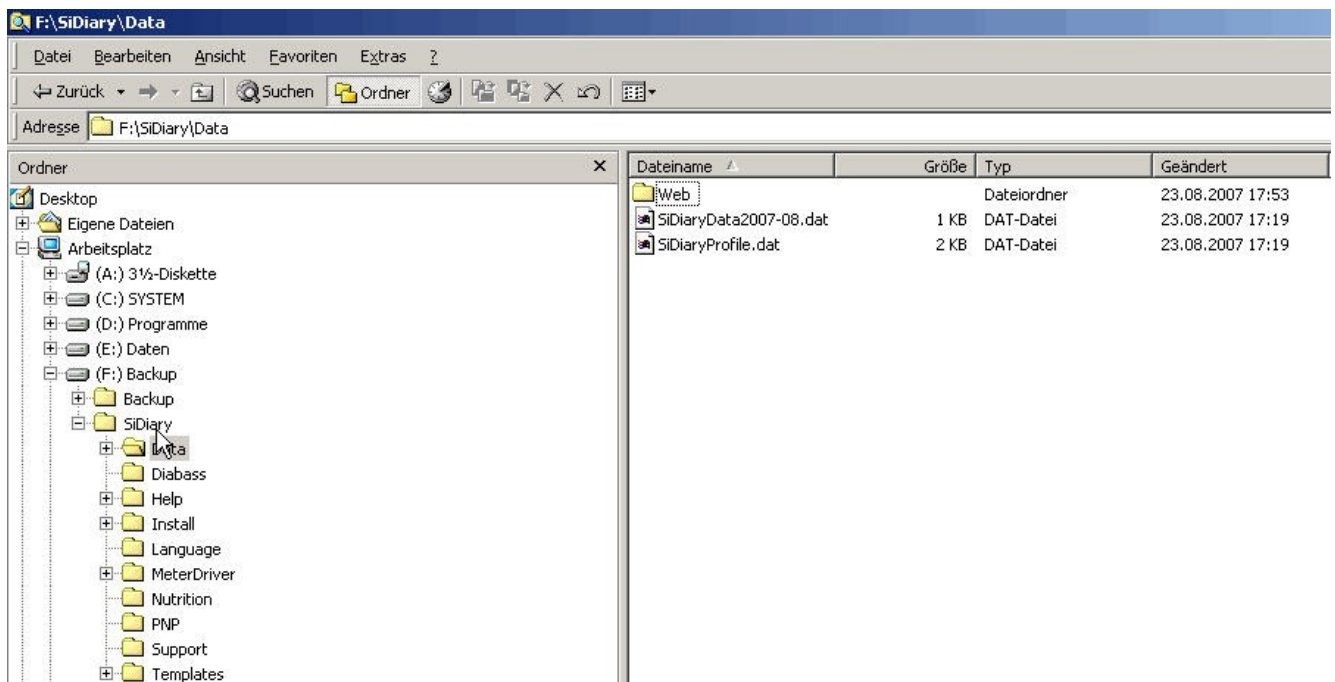 F:\SiDiary\Data
Datei Bearbeiten Ansicht Favoriten Extras ?
Zurück Suchen Ordner
Adresse F:\SiDiary\Data
Ordner
Desktop
Eigene Dateien
Arbeitsplatz
(A:) 3½-Diskette
(C:) SYSTEM
(D:) Programme
(E:) Daten
(F:) Backup
Backup
SiDiary
Data
Diabass
Help
Install
Language
MeterDriver
Nutrition
PNP
Support
Templates
Dateiname Größe Typ Geändert
Web Dateiordner 23.08.2007 17:53
SiDiaryData2007-08.dat 1 KB DAT-Datei 23.08.2007 17:19
SiDiaryProfile.dat 2 KB DAT-Datei 23.08.2007 17:19